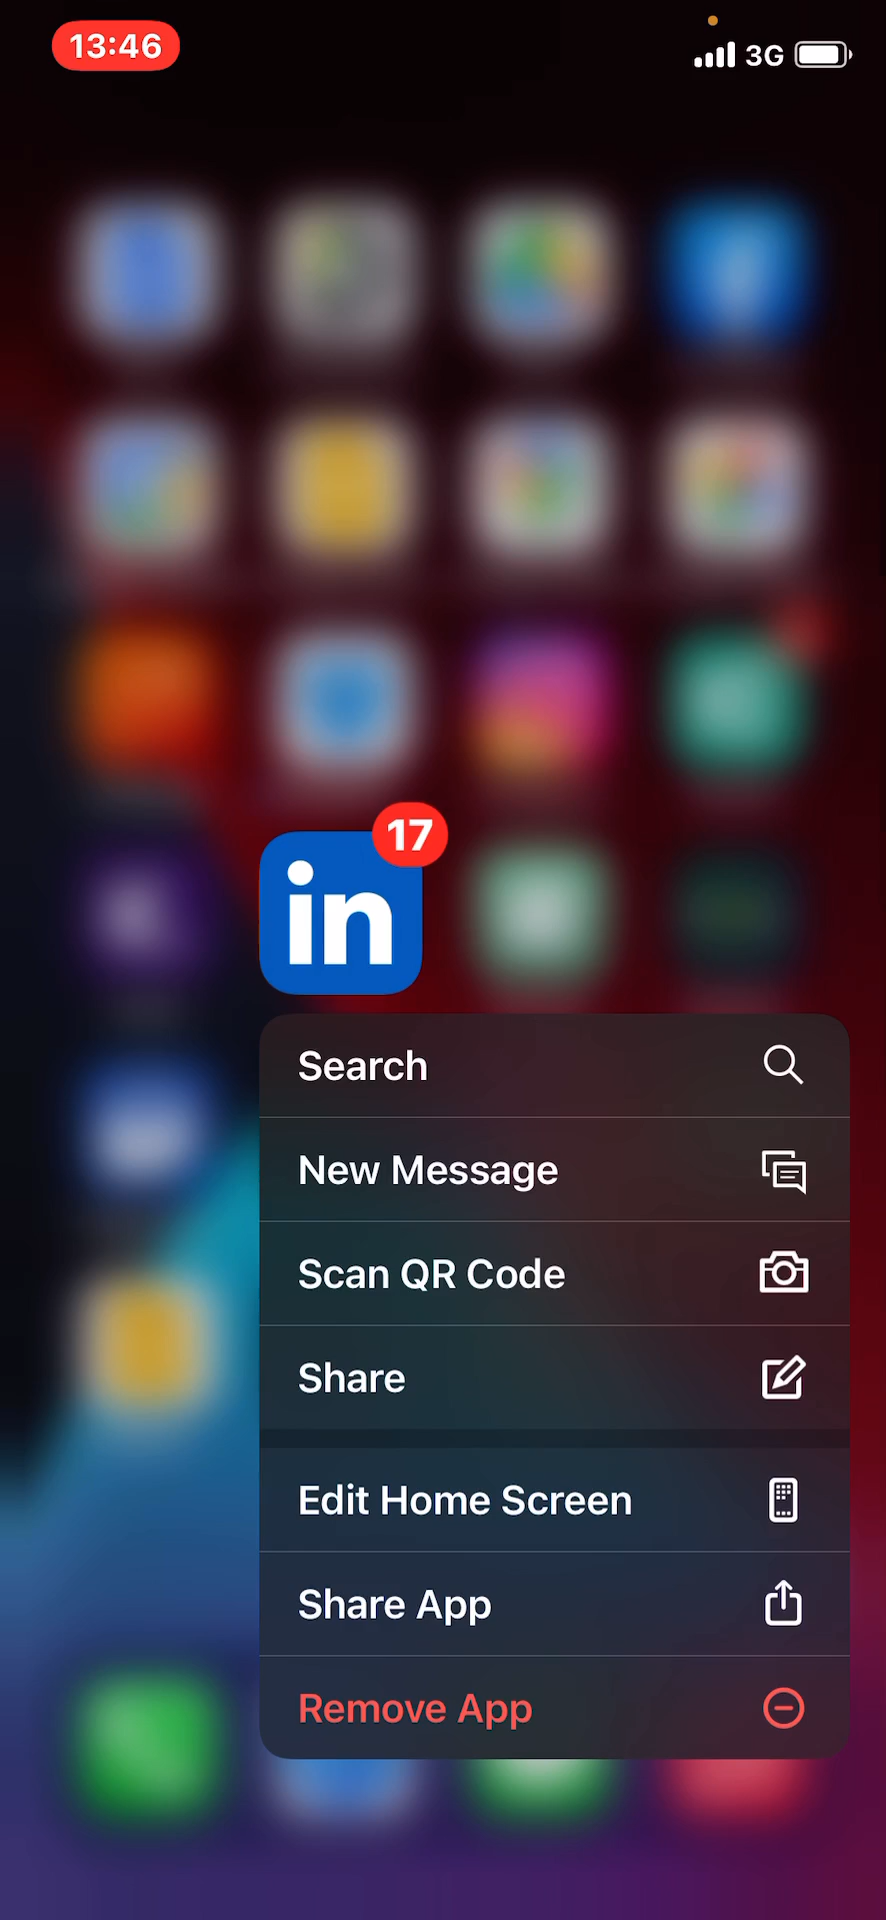 13:46
3G
17
in
Search
New Message
Scan QR Code
Share
Edit Home Screen
Share App
Remove App